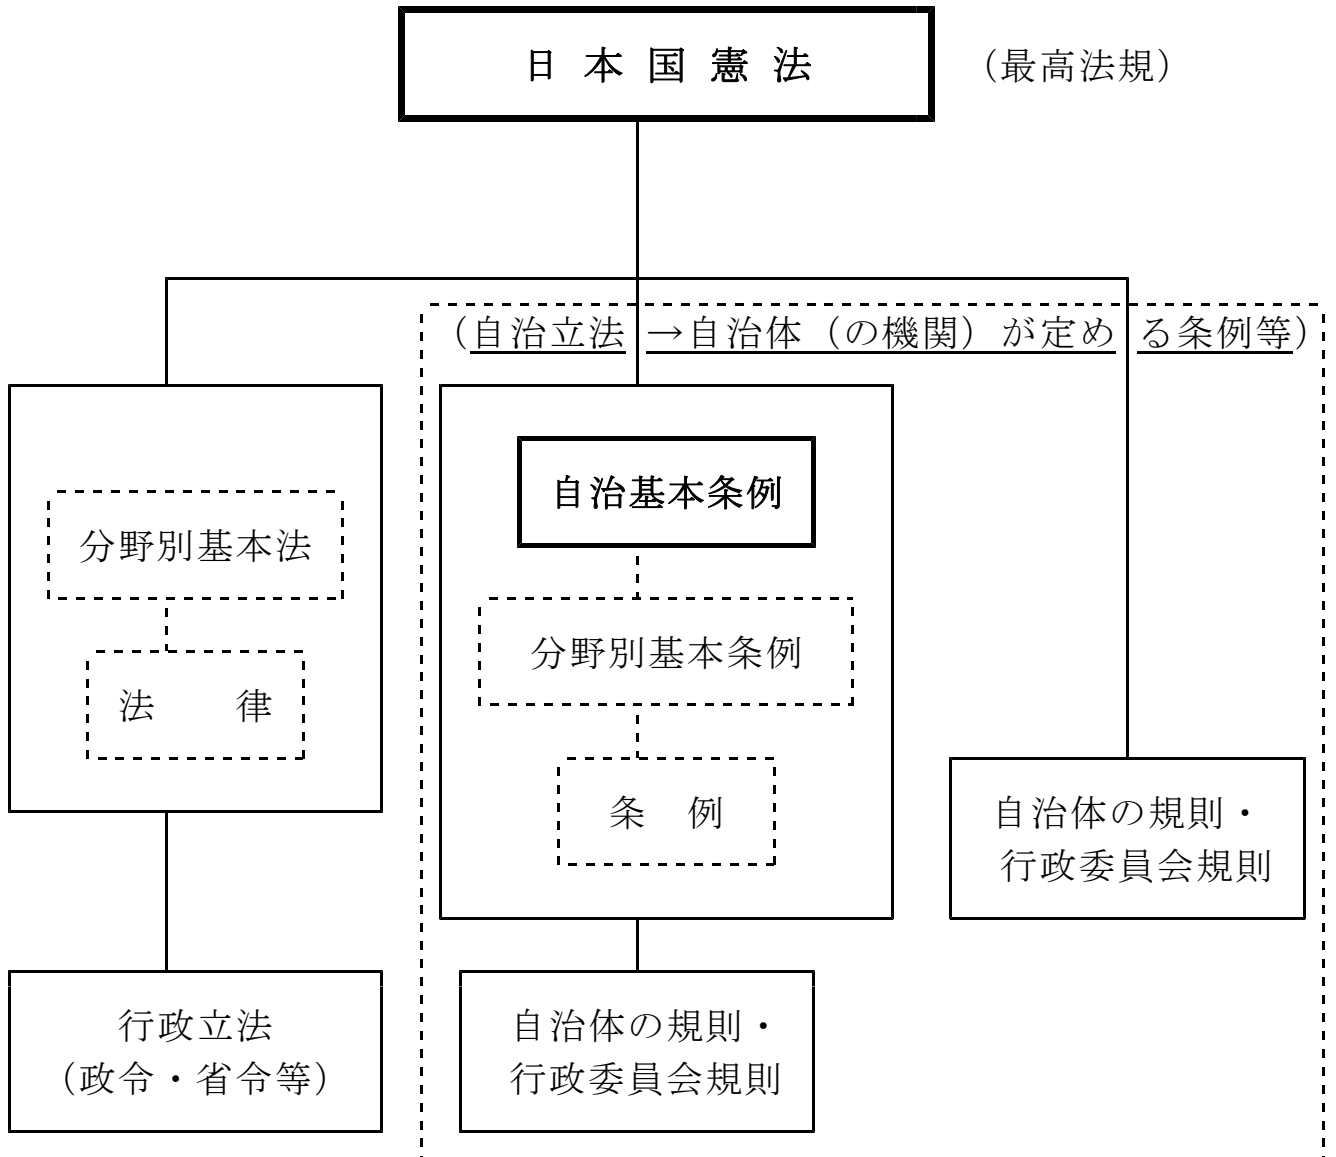 日本国憲法
（最高法規）
（自治立法→自治体（の機関）が定める条例等）
分野別基本法
法　律
自治基本条例
分野別基本条例
条　例
自治体の規則・
行政委員会規則
行政立法
（政令・省令等）
自治体の規則・
行政委員会規則